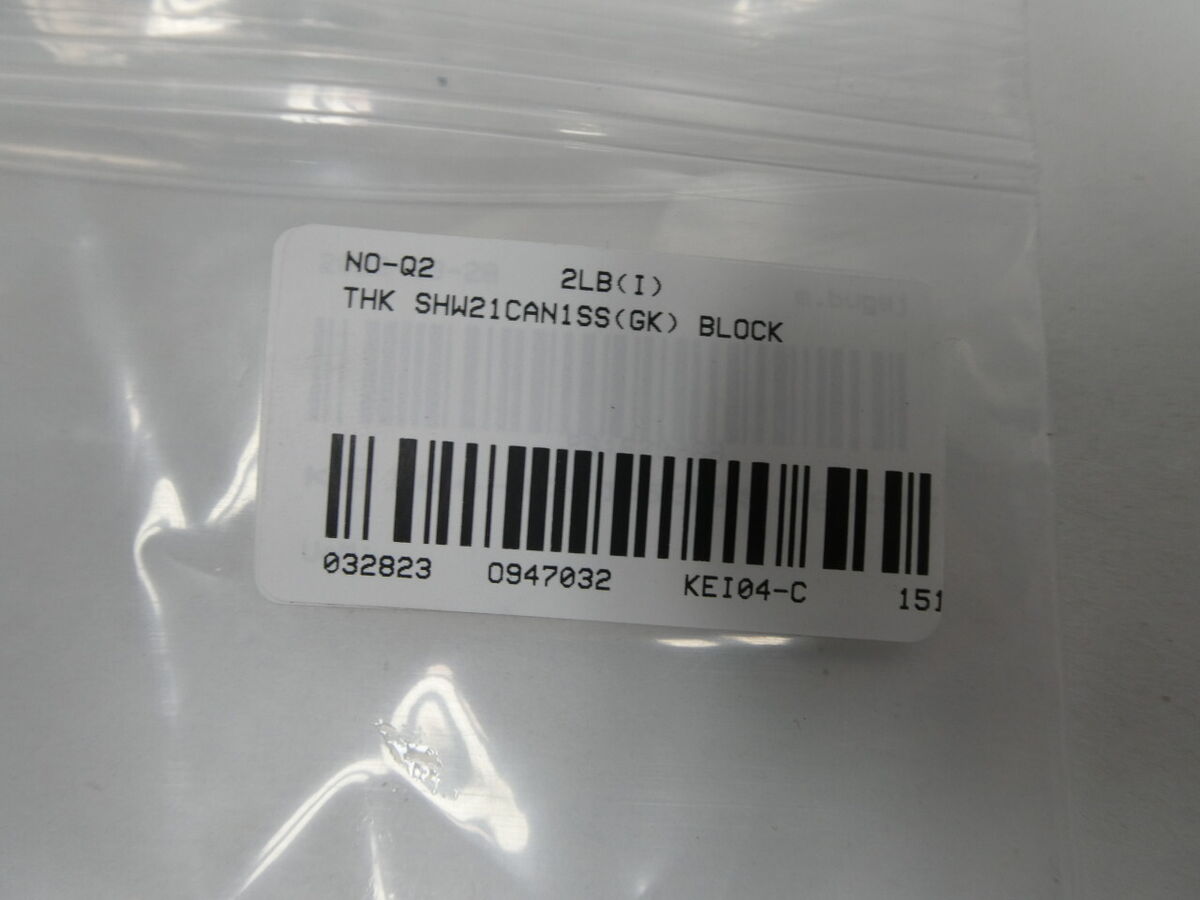 NO-Q2 2LB(I)
THK SHW21CAN1SS(GK) BLOCK
032823 0947032 KEI04-C 151